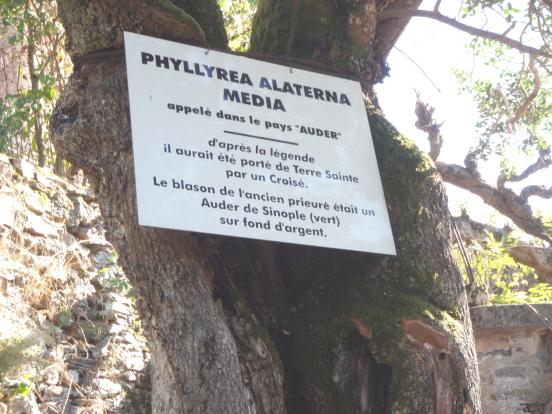 PHYLLYREA ALATERNA
MEDIA
appelé dans le pays "AUDER"
d'après la légende
il aurait été porté de Terre Sainte
par un Croisé.
Le blason de l'ancien prieuré était un
Auder de Sinople (vert)
sur fond d'argent.